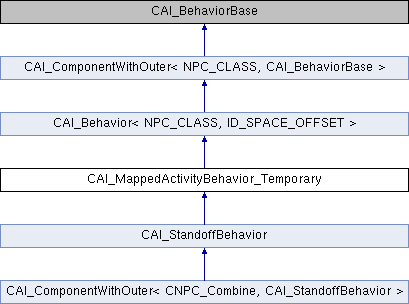 CAI_BehaviorBase
CAI_ComponentWithOuter< NPC_CLASS, CAI_BehaviorBase >
CAI_Behavior< NPC_CLASS, ID_SPACE_OFFSET >
CAI_MappedActivityBehavior_Temporary
CAI_StandoffBehavior
CAI_ComponentWithOuter< CNPC_Combine, CAI_StandoffBehavior >